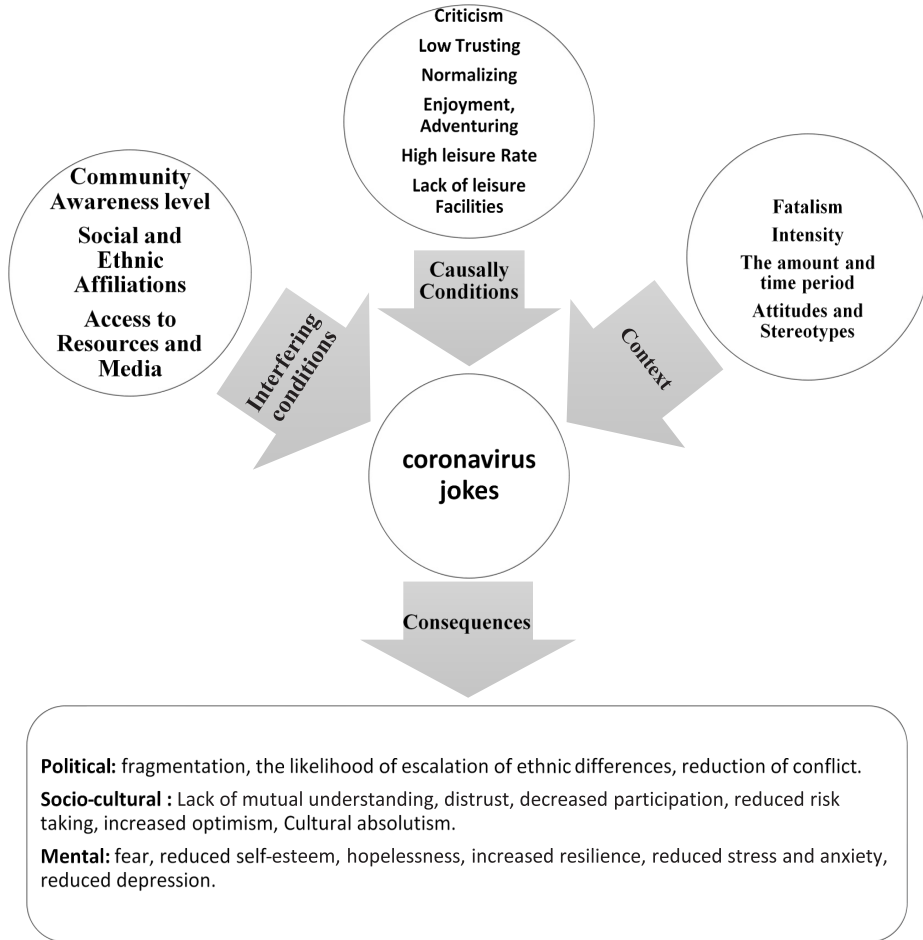 Criticism
Low Trusting
Normalizing
Enjoyment,
Adventuring
High leisure Rate
Lack of leisure
Facilities
Community
Awareness level
Social and
Ethnic
Affiliations
Access to
Resources and
Media
Fatalism
Intensity
The amount and
time period
Attitudes and
Stereotypes
Causally
Conditions
Interfering
conditions
Context
coronavirus
jokes
Consequences
Political: fragmentation, the likelihood of escalation of ethnic differences, reduction of conflict.
Socio-cultural : Lack of mutual understanding, distrust, decreased participation, reduced risk
taking, increased optimism, Cultural absolutism.
Mental: fear, reduced self-esteem, hopelessness, increased resilience, reduced stress and anxiety,
reduced depression.